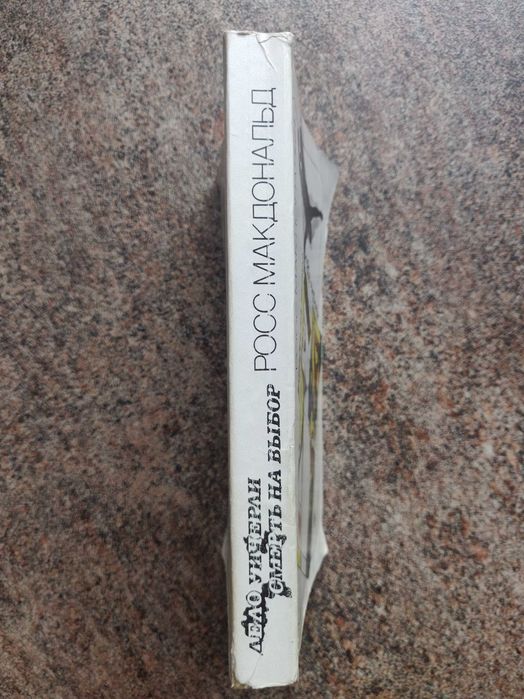 РОСС МАКДОНАЛЬД
ДЕЛО УИЧЕРЛИ
СМЕРТЬ НА ВЫБОР